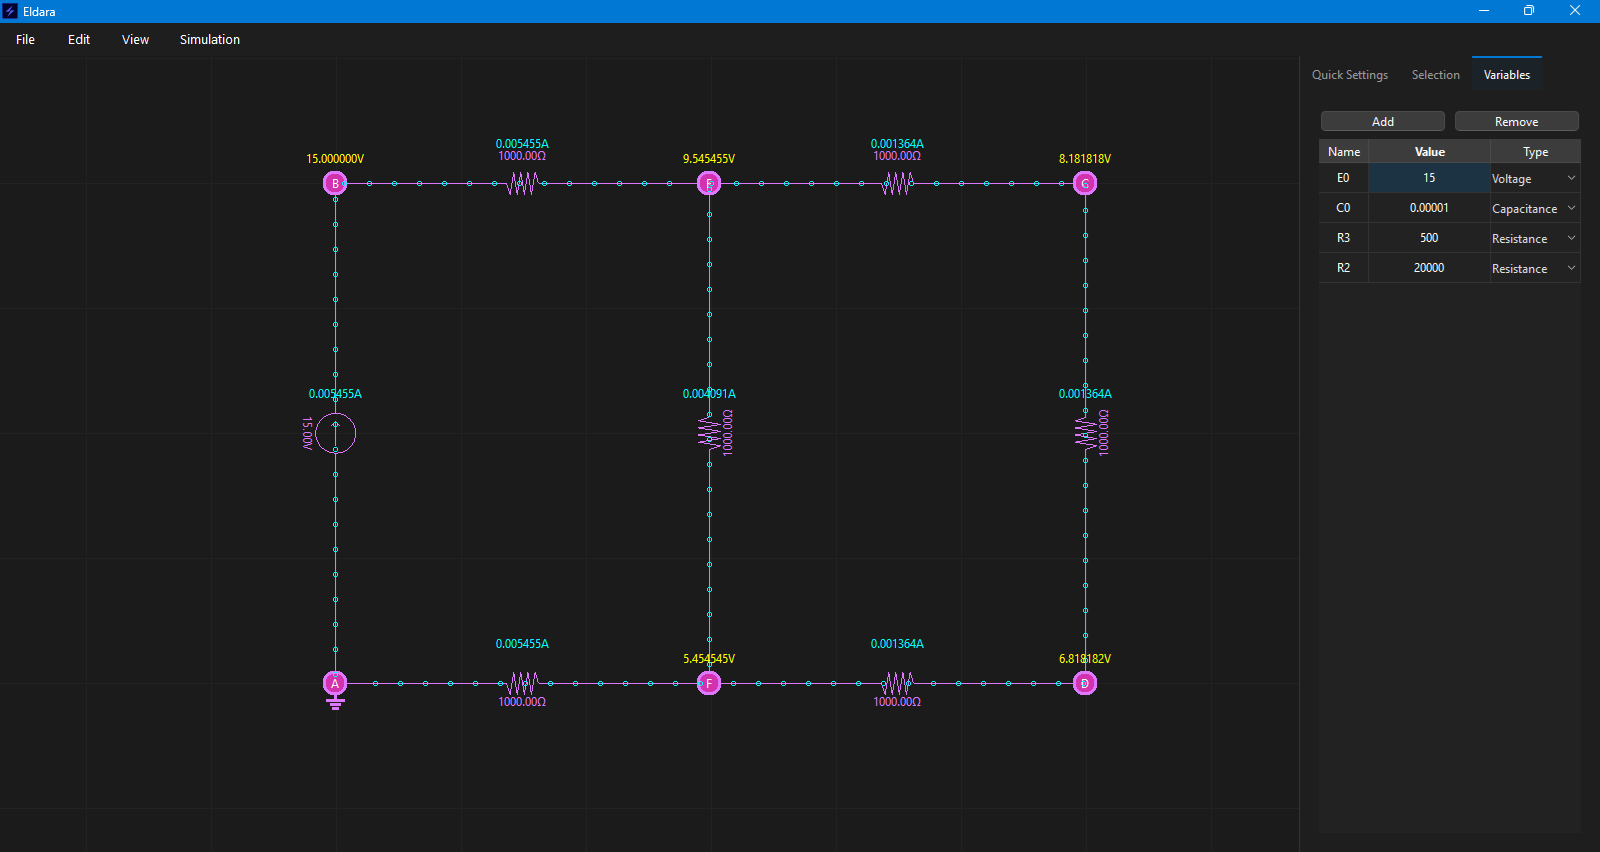 Eldara
File Edit View Simulation
Quick Settings Selection Variables
Add Remove
Name Value Type
E0 15 Voltage
C0 0.00001 Capacitance
R3 500 Resistance
R2 20000 Resistance
0.005455A 0.001364A
1000.00Ω 1000.00Ω
15.000000V 9.545455V 8.181818V
B E C
0.005455A 0.004091A 0.001364A
15.00V 1000.00Ω 1000.00Ω
0.005455A 0.001364A
5.454545V 6.818182V
A F D
1000.00Ω 1000.00Ω